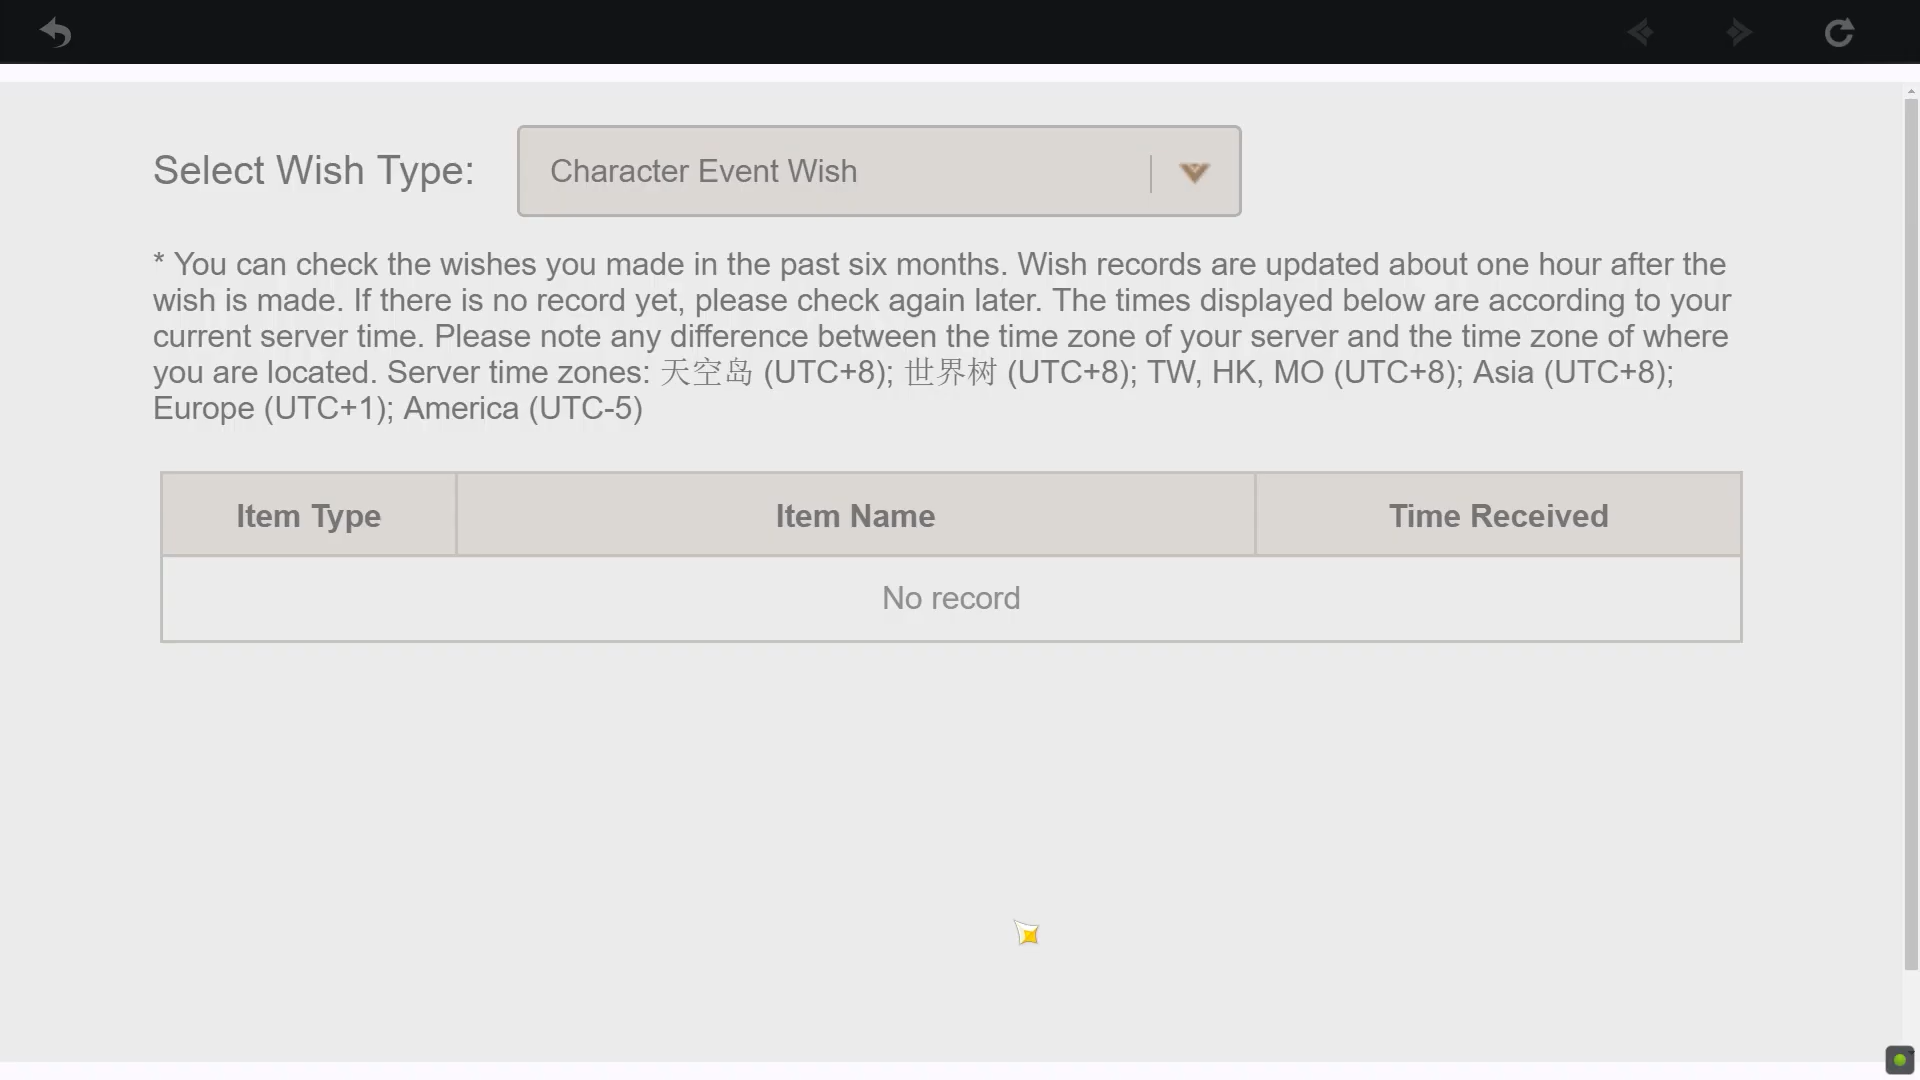 Select Wish Type:
Character Event Wish
* You can check the wishes you made in the past six months. Wish records are updated about one hour after the
wish is made. If there is no record yet, please check again later. The times displayed below are according to your
current server time. Please note any difference between the time zone of your server and the time zone of where
you are located. Server time zones: 天空岛 (UTC+8); 世界树 (UTC+8); TW, HK, MO (UTC+8); Asia (UTC+8);
Europe (UTC+1); America (UTC-5)
Item Type Item Name Time Received
No record